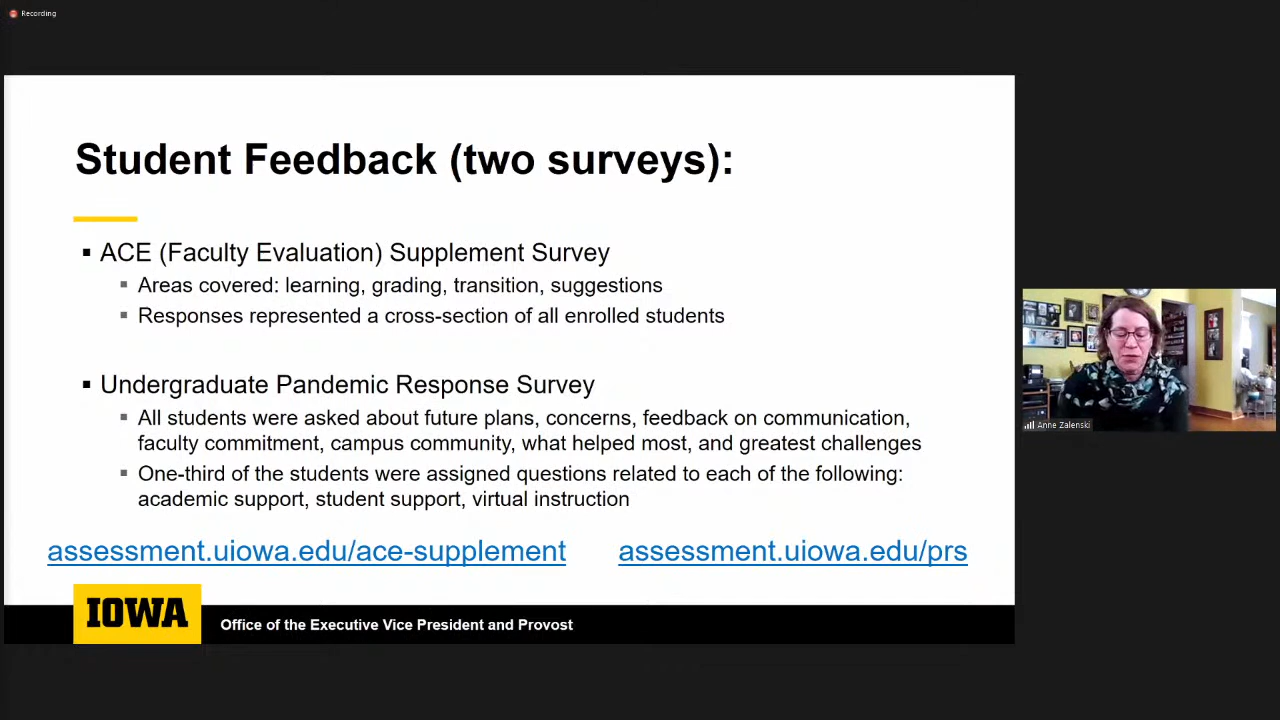 Recording
Student Feedback (two surveys):
▪ ACE (Faculty Evaluation) Supplement Survey
▪ Areas covered: learning, grading, transition, suggestions
▪ Responses represented a cross-section of all enrolled students
▪ Undergraduate Pandemic Response Survey
▪ All students were asked about future plans, concerns, feedback on communication,
faculty commitment, campus community, what helped most, and greatest challenges
▪ One-third of the students were assigned questions related to each of the following:
academic support, student support, virtual instruction
assessment.uiowa.edu/ace-supplement
assessment.uiowa.edu/prs
IOWA
Office of the Executive Vice President and Provost
Anne Zalenski